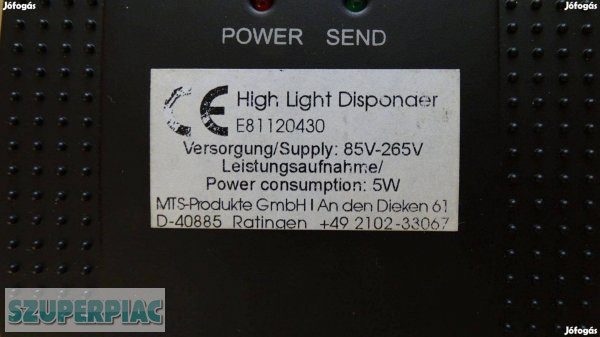 Jófogás
Jófogás
POWER SEND
CE High Light Disponder
E81120430
Versorgung/Supply: 85V-265V
Leistungsaufnahme/
Power consumption: 5W
MTS-Produkte GmbH I An den Dieken 61
D-40885 Ratingen +49 2102-33067
SZUPERPIAC
Jófogás
Jófogás